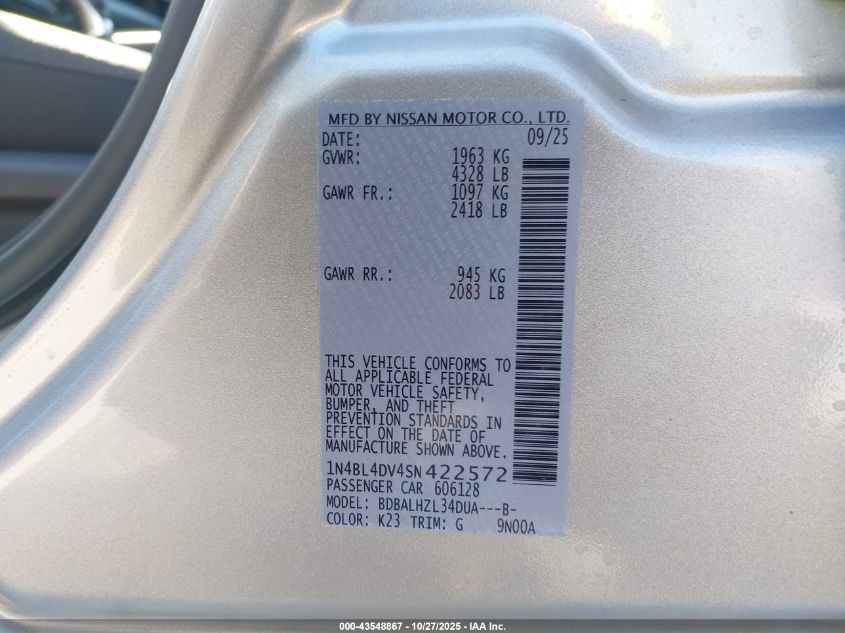 MFD BY NISSAN MOTOR CO., LTD.
DATE: 09/25
GVWR: 1963 KG
4328 LB
GAWR FR.: 1097 KG
2418 LB
GAWR RR.: 945 KG
2083 LB
THIS VEHICLE CONFORMS TO
ALL APPLICABLE FEDERAL
MOTOR VEHICLE SAFETY,
BUMPER, AND THEFT
PREVENTION STANDARDS IN
EFFECT ON THE DATE OF
MANUFACTURE SHOWN ABOVE.
1N4BL4DV4SN422572
PASSENGER CAR 606128
MODEL: BDBALHZL34DUA---B-
COLOR: K23 TRIM: G 9N00A
000-43548867 • 10/27/2025 • IAA Inc.